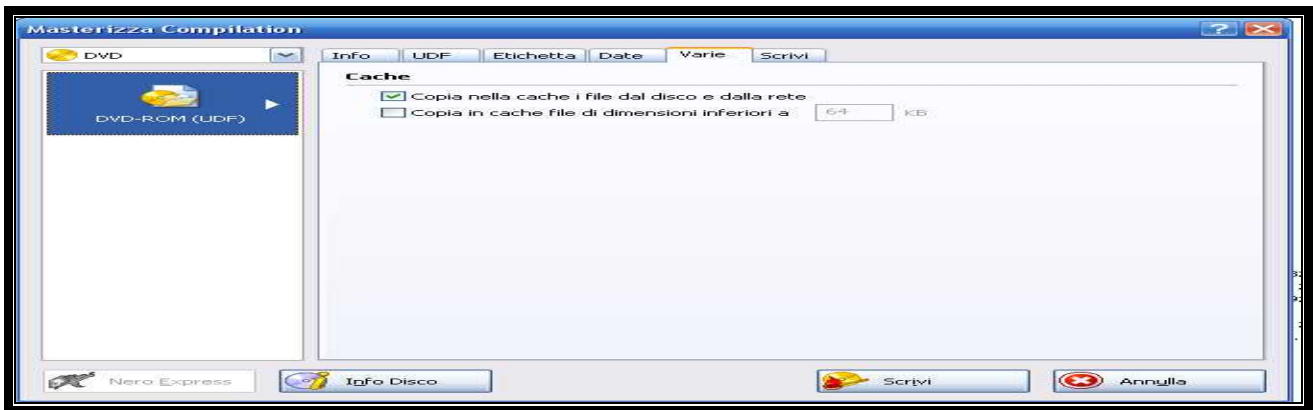 Masterizza Compilation
DVD
Info UDF Etichetta Date Varie Scrivi
Cache
Copia nella cache i file dal disco e dalla rete
Copia in cache file di dimensioni inferiori a 64 KB
DVD-ROM (UDF)
Nero Express Info Disco Scrivi Annulla